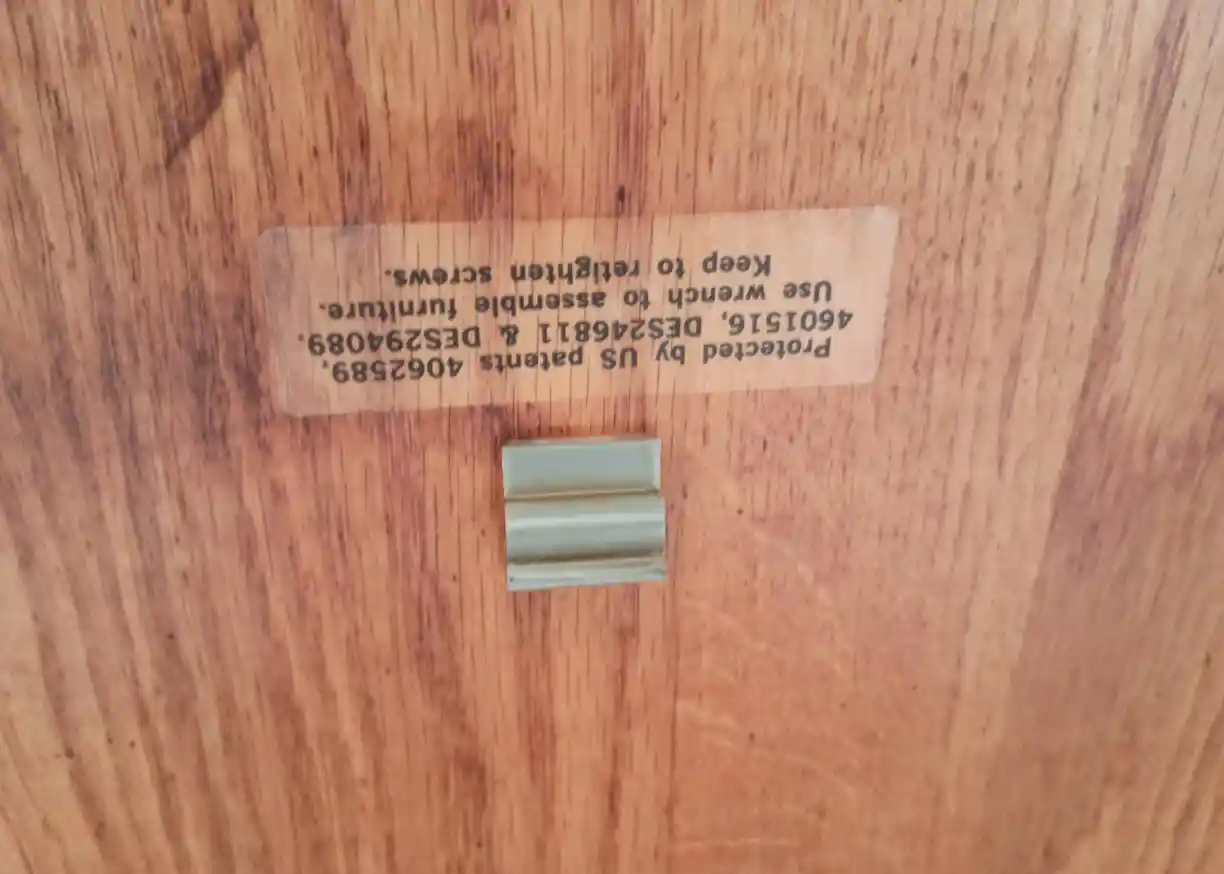 Protected by US patents 4062589,
4601516, DES246811 & DES294089.
Use wrench to assemble furniture.
Keep to retighten screws.